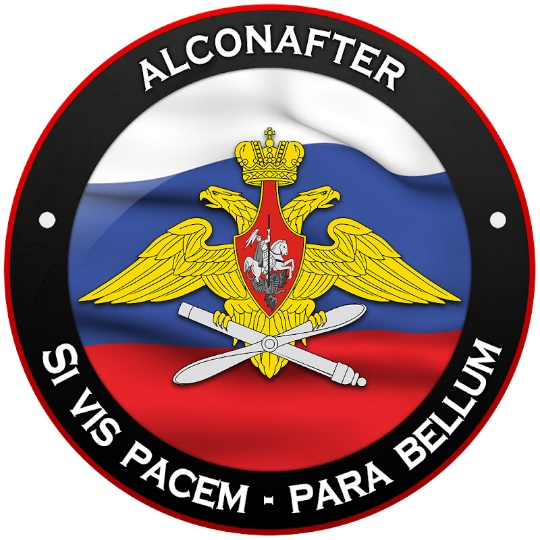 ALCONAFTER
SI VIS PACEM - PARA BELLUM